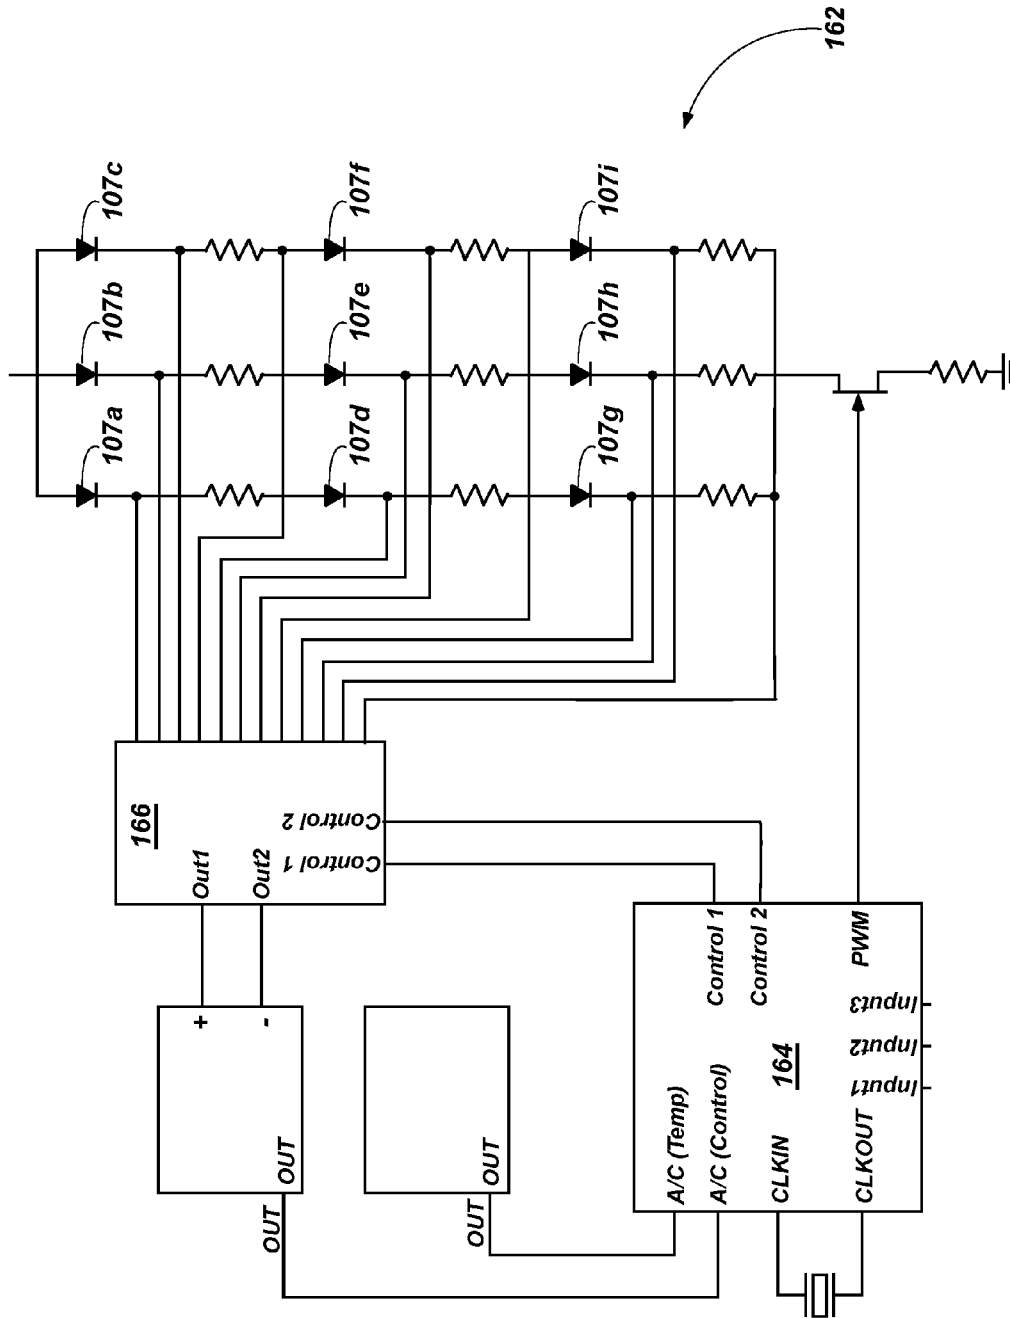 162
107c
107f
107i
107b
107e
107h
107a
107d
107g
166
Control 2
Control 1
Out1
Out2
Control 1
Control 2
PWM
+
-
OUT
OUT
OUT
OUT
164
Input3
Input2
Input1
A/C (Temp)
A/C (Control)
CLKIN
CLKOUT